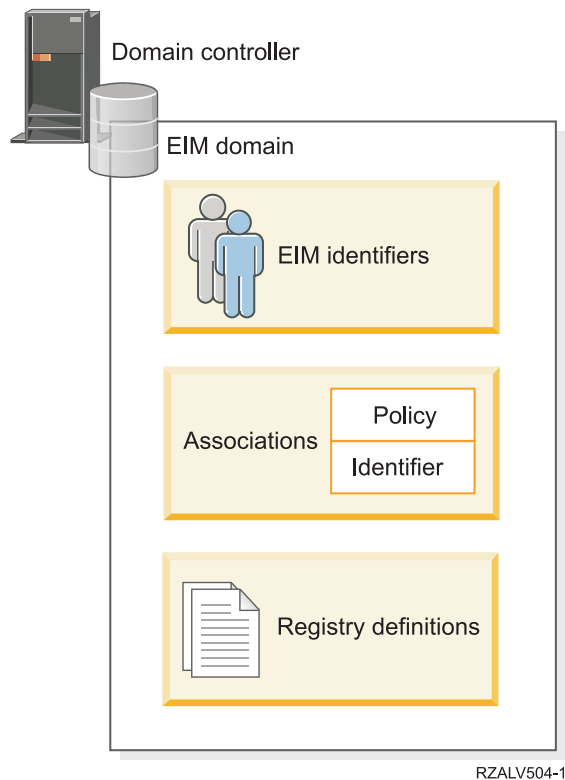 Domain controller
EIM domain
EIM identifiers
Associations
Policy
Identifier
Registry definitions
RZALV504-1